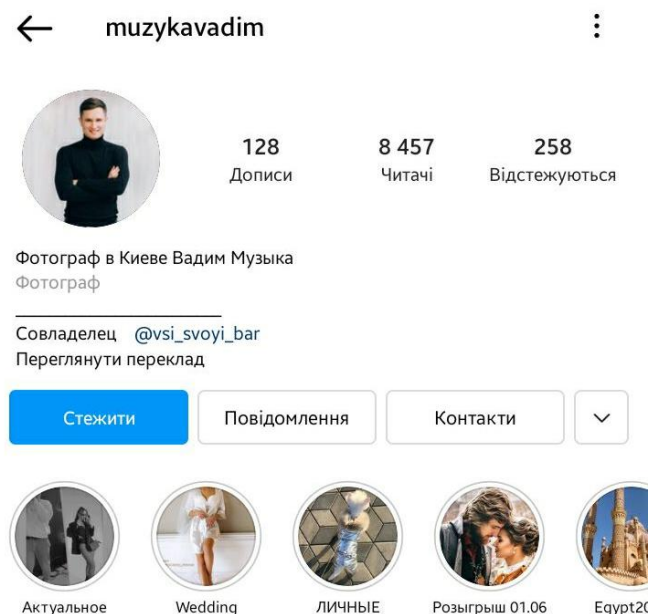 muzykavadim
128 8 457 258
Дописи Читачі Відстежуються
Фотограф в Киеве Вадим Музыка
Фотограф
Совладелец @vsi_svoyi_bar
Переглянути переклад
Стежити Повідомлення Контакти
Актуальное Wedding ЛИЧНЫЕ Розыгрыш 01.06 Egypt20